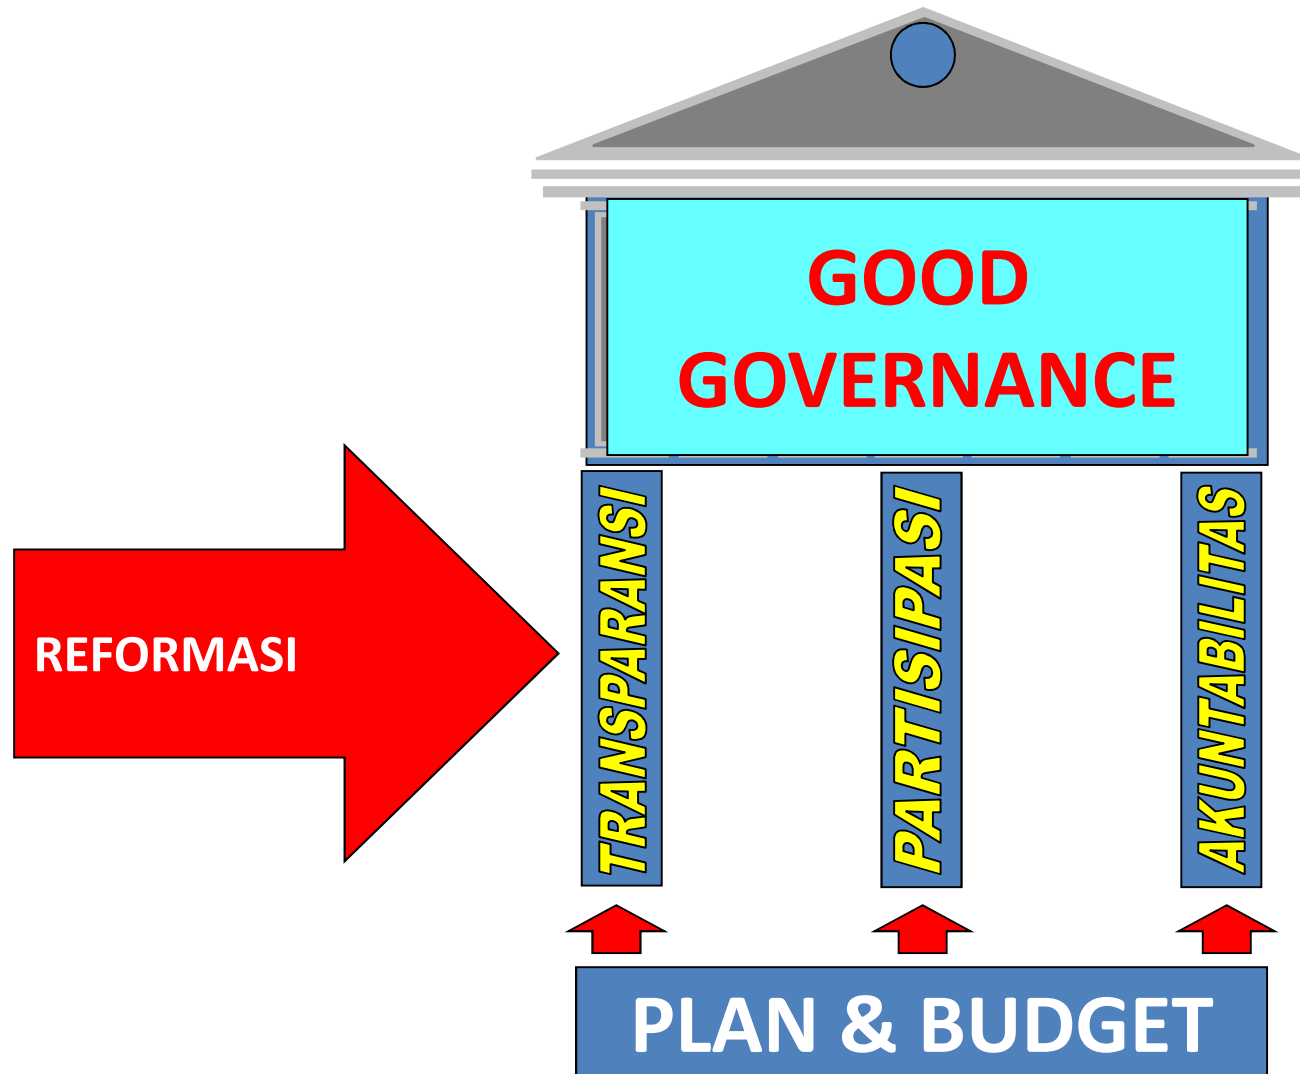 GOOD
GOVERNANCE
REFORMASI
TRANSPARANSI
PARTISIPASI
AKUNTABILITAS
PLAN & BUDGET